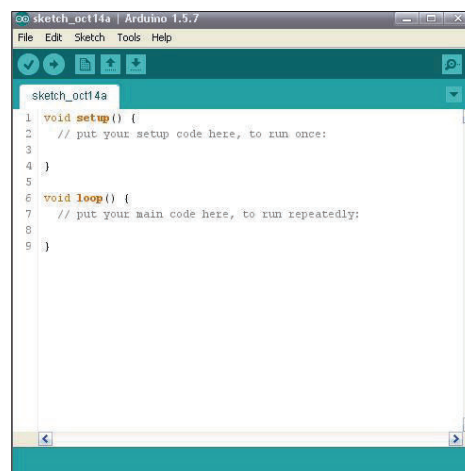 sketch_oct14a | Arduino 1.5.7
File Edit Sketch Tools Help
sketch_oct14a
1 void setup() {
2 // put your setup code here, to run once:
3
4 }
5
6 void loop() {
7 // put your main code here, to run repeatedly:
8
9 }